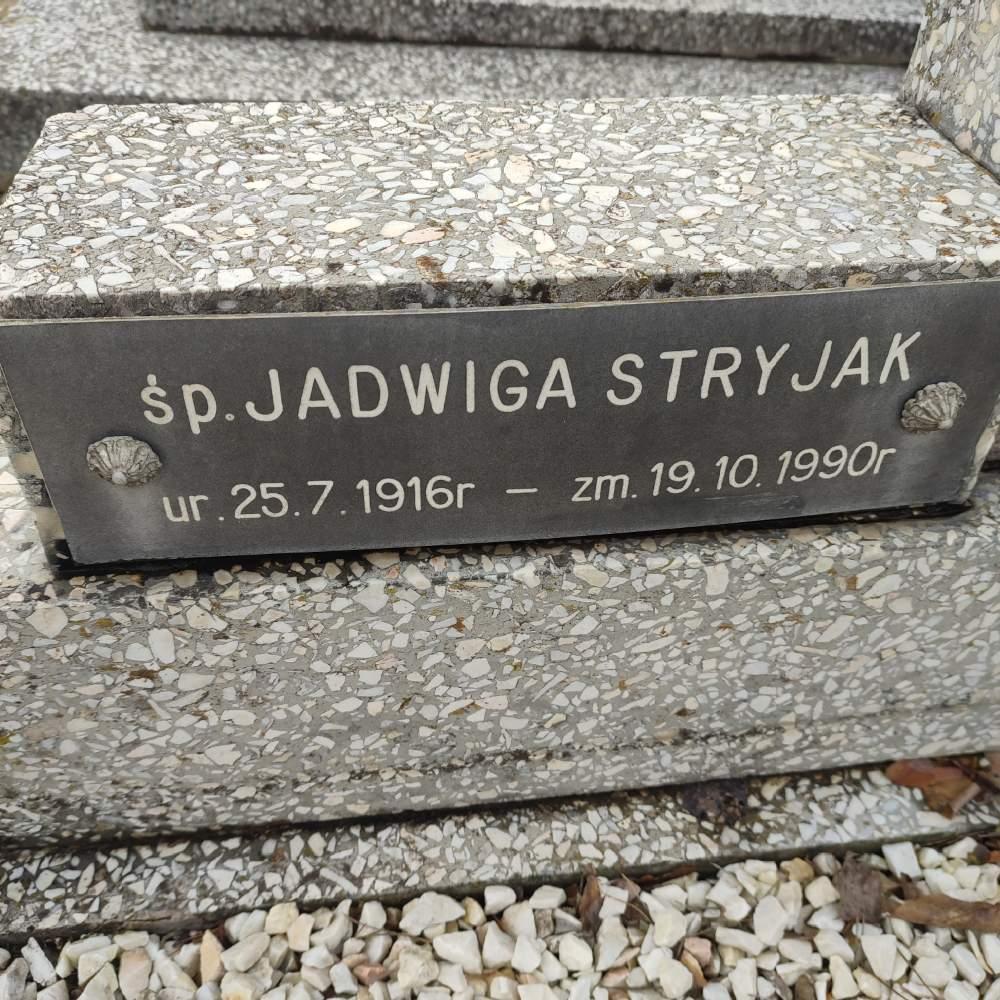 śp. JADWIGA STRYJAK
ur. 25.7.1916r – zm. 19.10.1990r